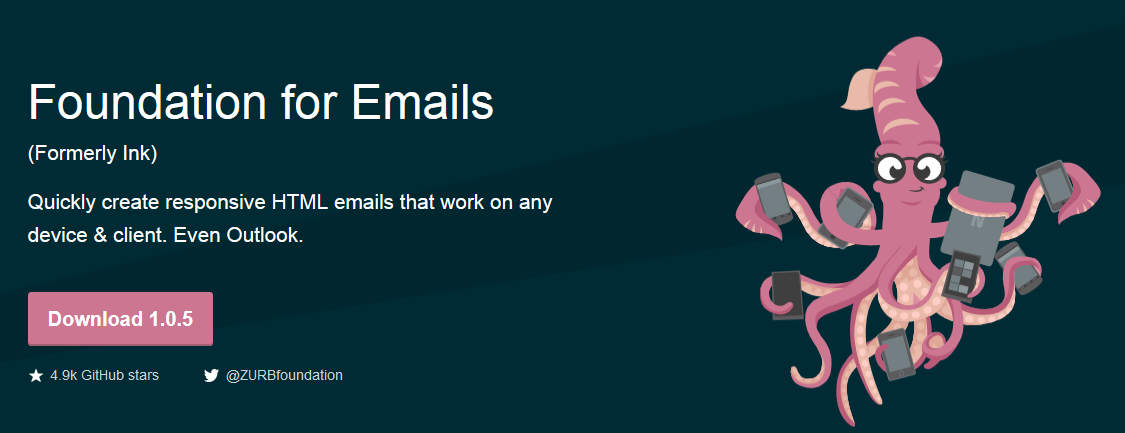 Foundation for Emails
(Formerly Ink)
Quickly create responsive HTML emails that work on any
device & client. Even Outlook.
Download 1.0.5
4.9k GitHub stars @ZURBfoundation